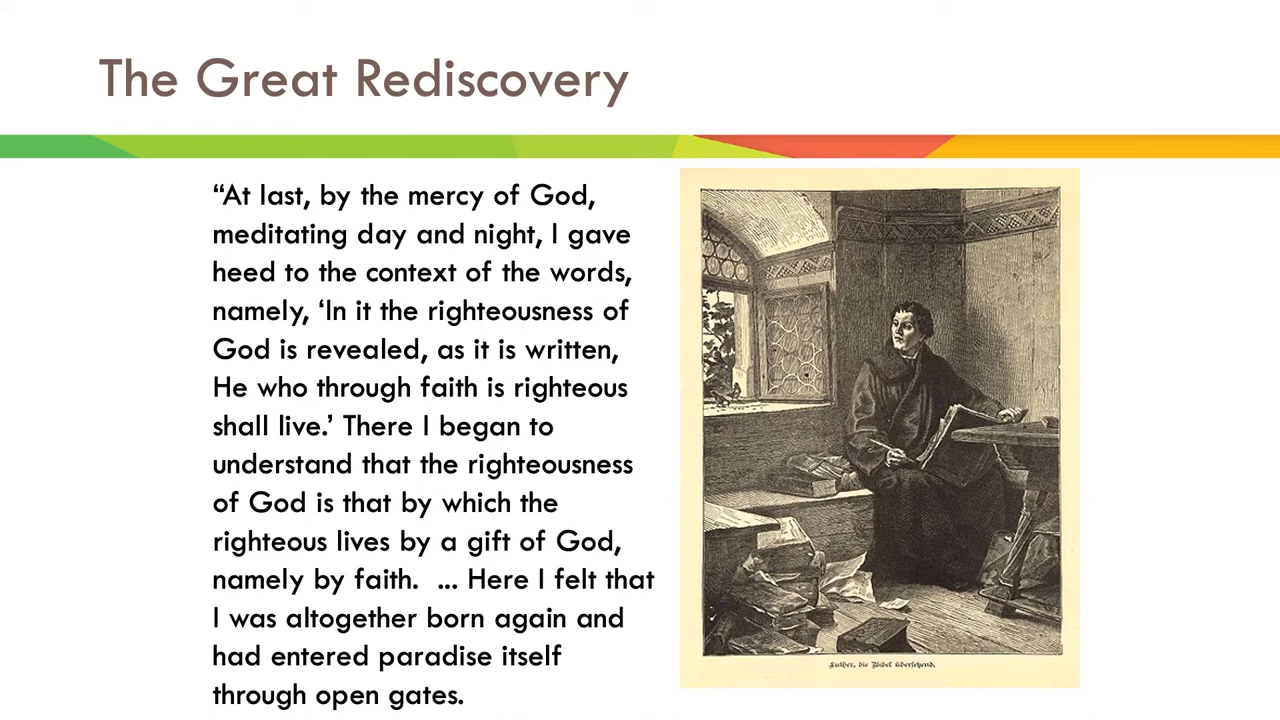 The Great Rediscovery
“At last, by the mercy of God,
meditating day and night, I gave
heed to the context of the words,
namely, ‘In it the righteousness of
God is revealed, as it is written,
He who through faith is righteous
shall live.’ There I began to
understand that the righteousness
of God is that by which the
righteous lives by a gift of God,
namely by faith.  ... Here I felt that
I was altogether born again and
had entered paradise itself
through open gates.
Luther, die Bibel übersetzend.